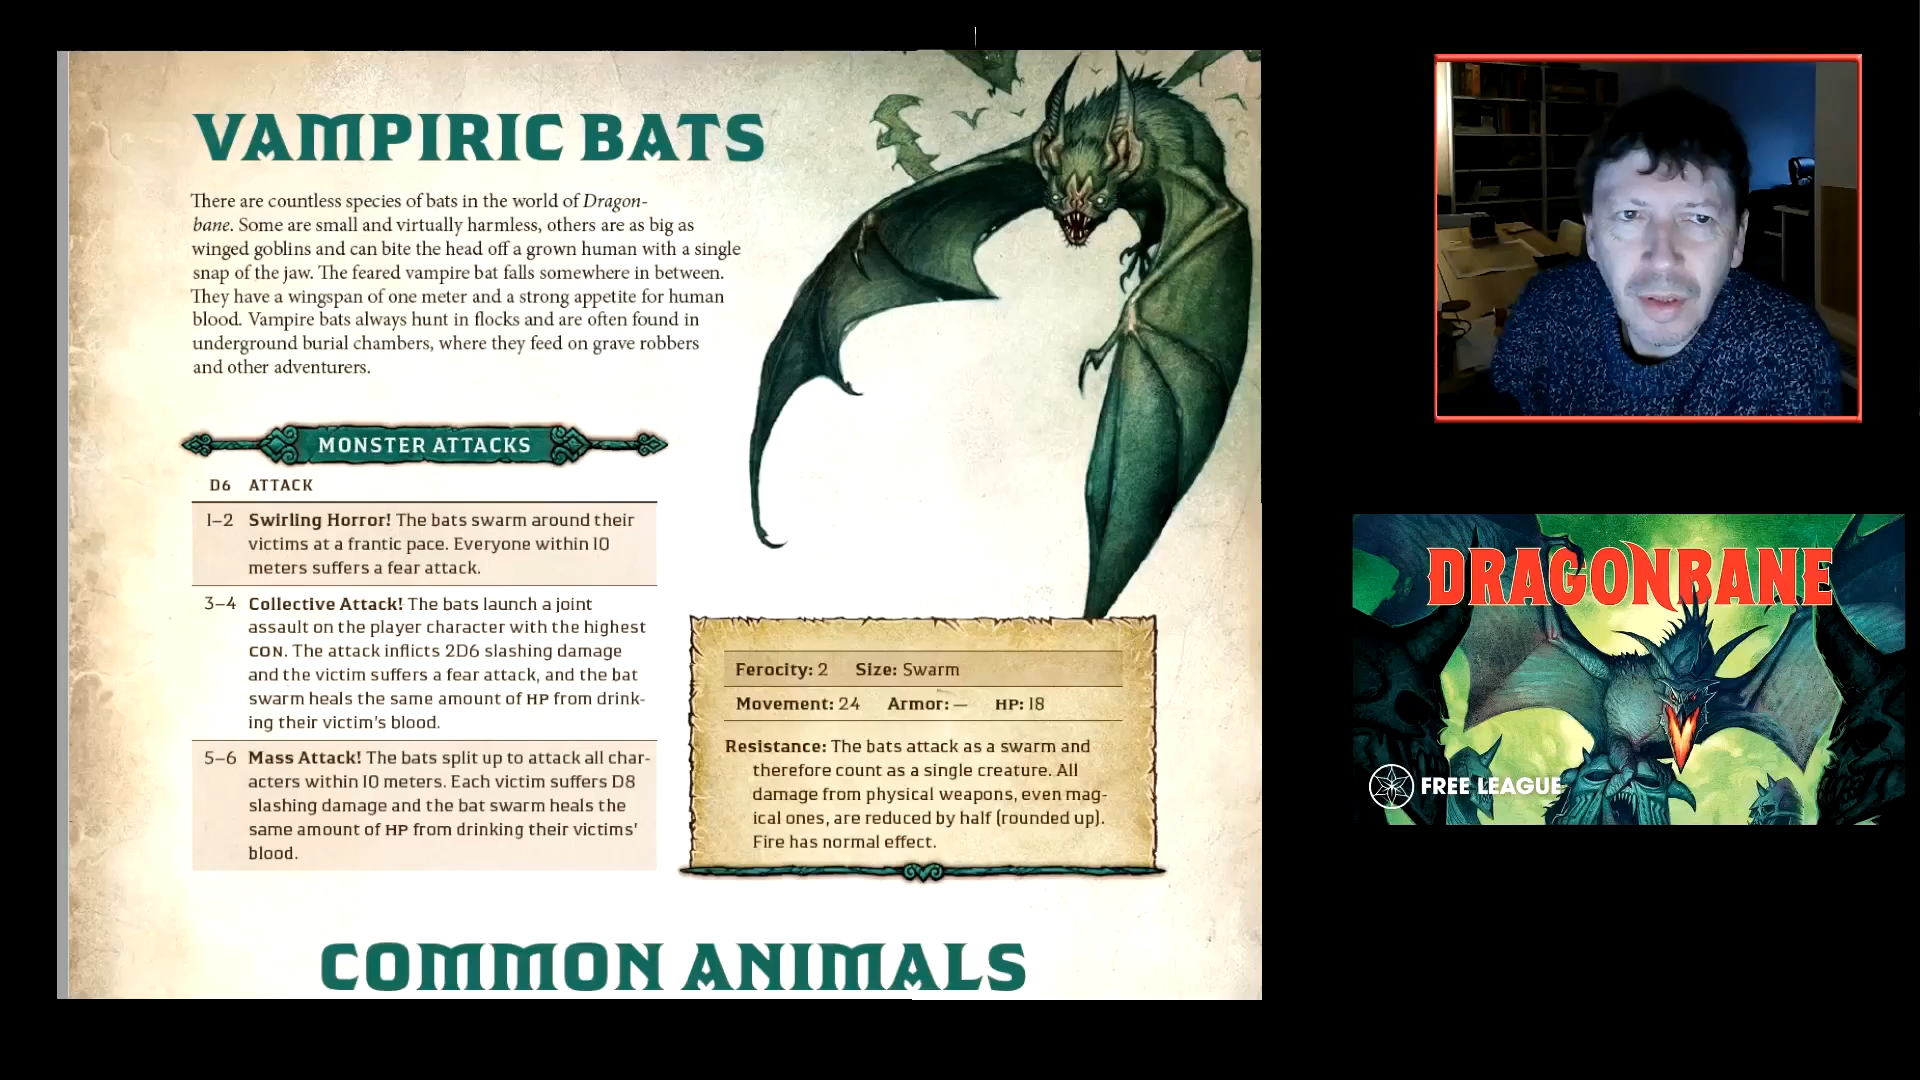 VAMPIRIC BATS
There are countless species of bats in the world of Dragon-
bane. Some are small and virtually harmless, others are as big as
winged goblins and can bite the head off a grown human with a single
snap of the jaw. The feared vampire bat falls somewhere in between.
They have a wingspan of one meter and a strong appetite for human
blood. Vampire bats always hunt in flocks and are often found in
underground burial chambers, where they feed on grave robbers
and other adventurers.
MONSTER ATTACKS
D6 ATTACK
1–2 Swirling Horror! The bats swarm around their
victims at a frantic pace. Everyone within 10
meters suffers a fear attack.
3–4 Collective Attack! The bats launch a joint
assault on the player character with the highest
CON. The attack inflicts 2D6 slashing damage
and the victim suffers a fear attack, and the bat
swarm heals the same amount of HP from drink-
ing their victim's blood.
5–6 Mass Attack! The bats split up to attack all char-
acters within 10 meters. Each victim suffers D8
slashing damage and the bat swarm heals the
same amount of HP from drinking their victims'
blood.
Ferocity: 2 Size: Swarm
Movement: 24 Armor: — HP: 18
Resistance: The bats attack as a swarm and
therefore count as a single creature. All
damage from physical weapons, even mag-
ical ones, are reduced by half (rounded up).
Fire has normal effect.
COMMON ANIMALS
DRAGONBANE
FREE LEAGUE